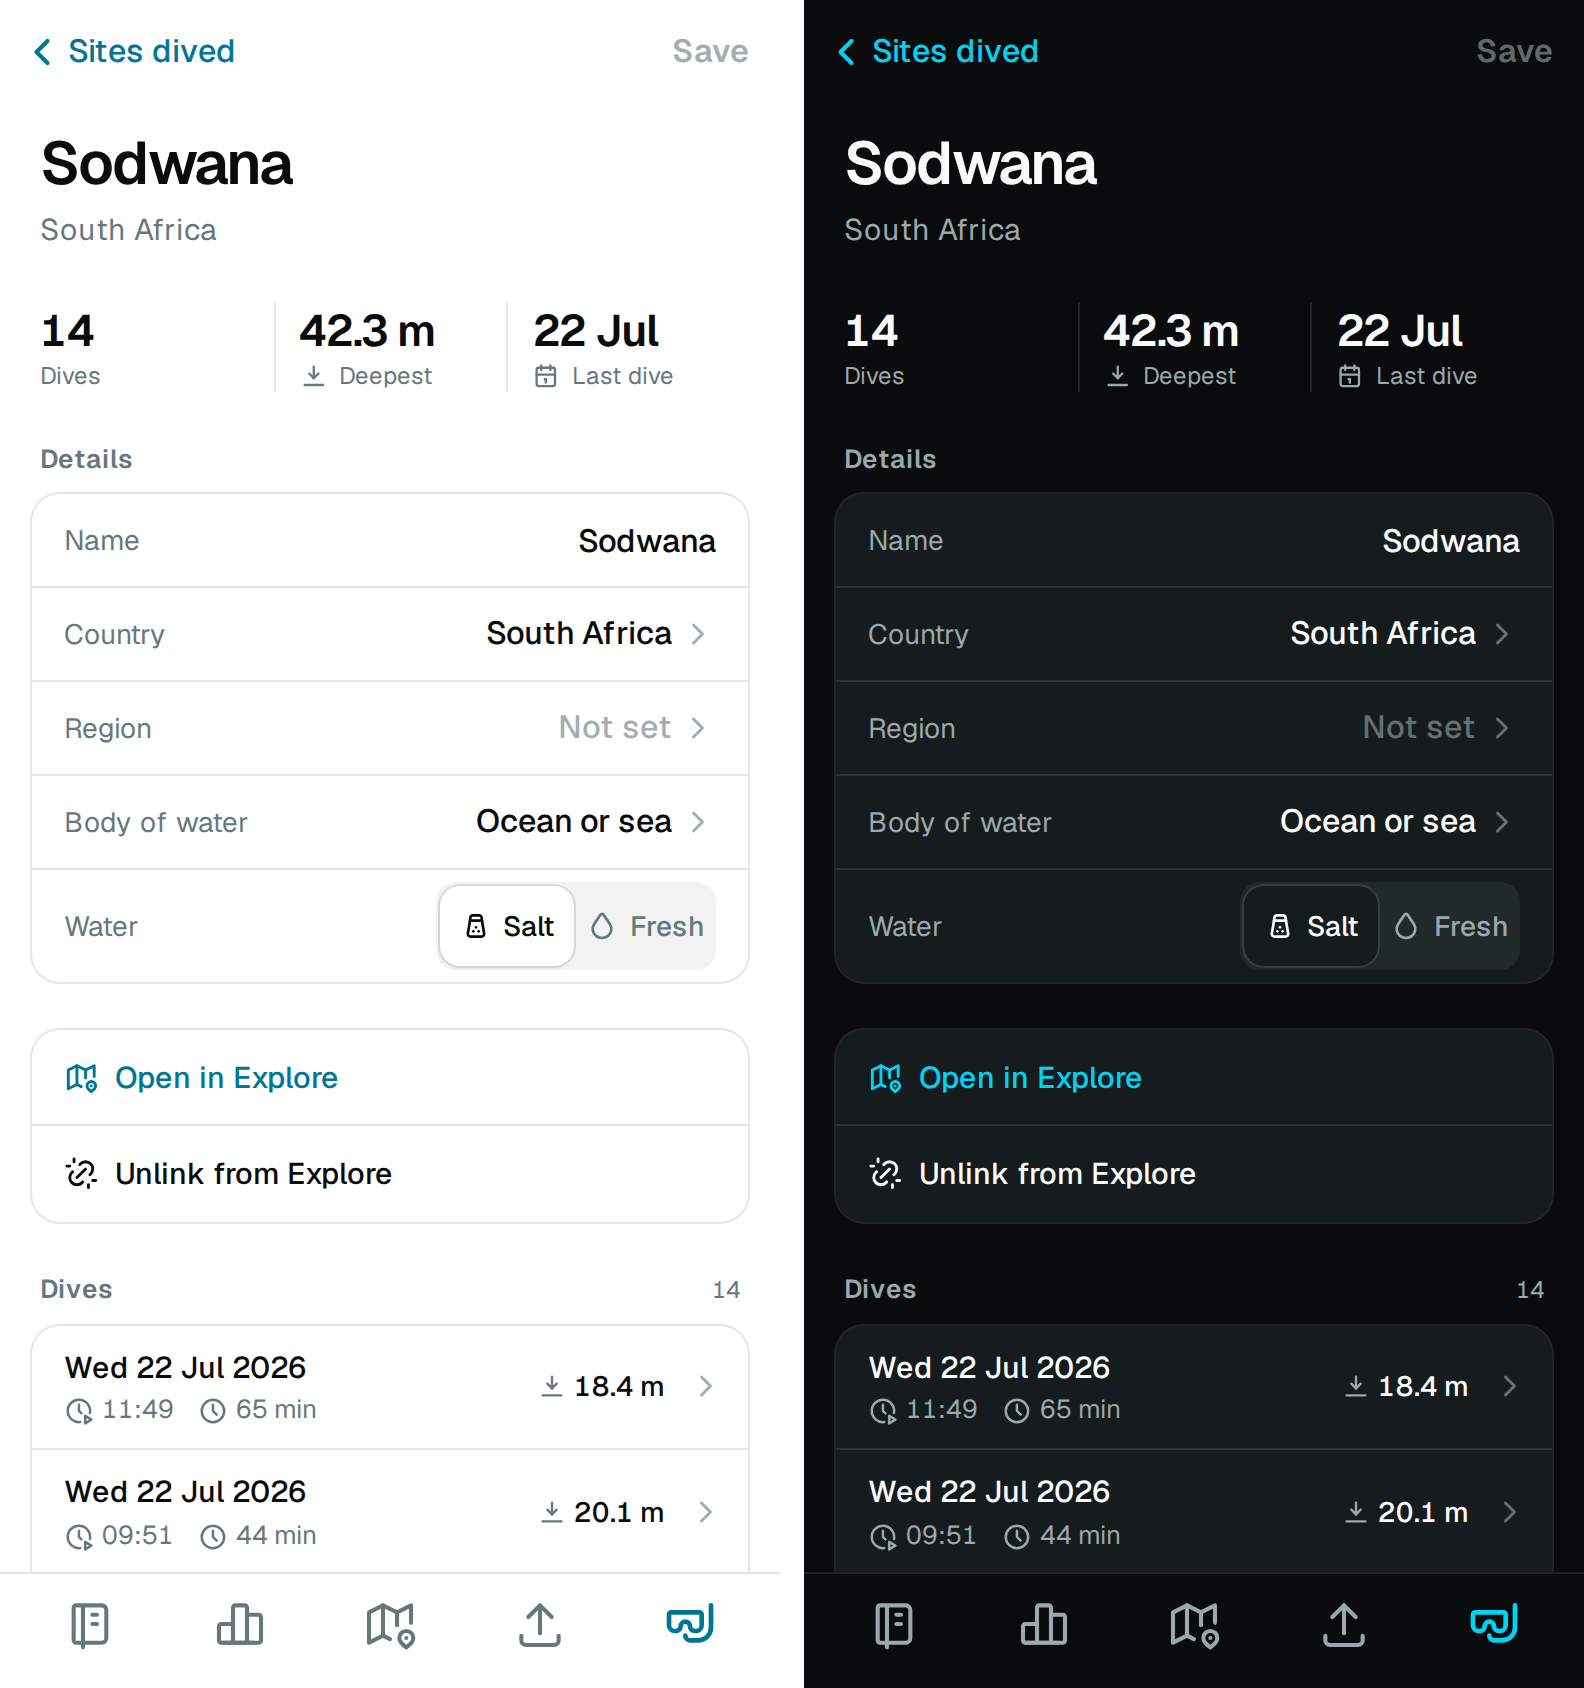 Sites dived Save
Sodwana
South Africa
14 42.3 m 22 Jul
Dives Deepest Last dive
Details
Name Sodwana
Country South Africa
Region Not set
Body of water Ocean or sea
Water Salt Fresh
Open in Explore
Unlink from Explore
Dives 14
Wed 22 Jul 2026 18.4 m
11:49 65 min
Wed 22 Jul 2026 20.1 m
09:51 44 min
Sites dived Save
Sodwana
South Africa
14 42.3 m 22 Jul
Dives Deepest Last dive
Details
Name Sodwana
Country South Africa
Region Not set
Body of water Ocean or sea
Water Salt Fresh
Open in Explore
Unlink from Explore
Dives 14
Wed 22 Jul 2026 18.4 m
11:49 65 min
Wed 22 Jul 2026 20.1 m
09:51 44 min